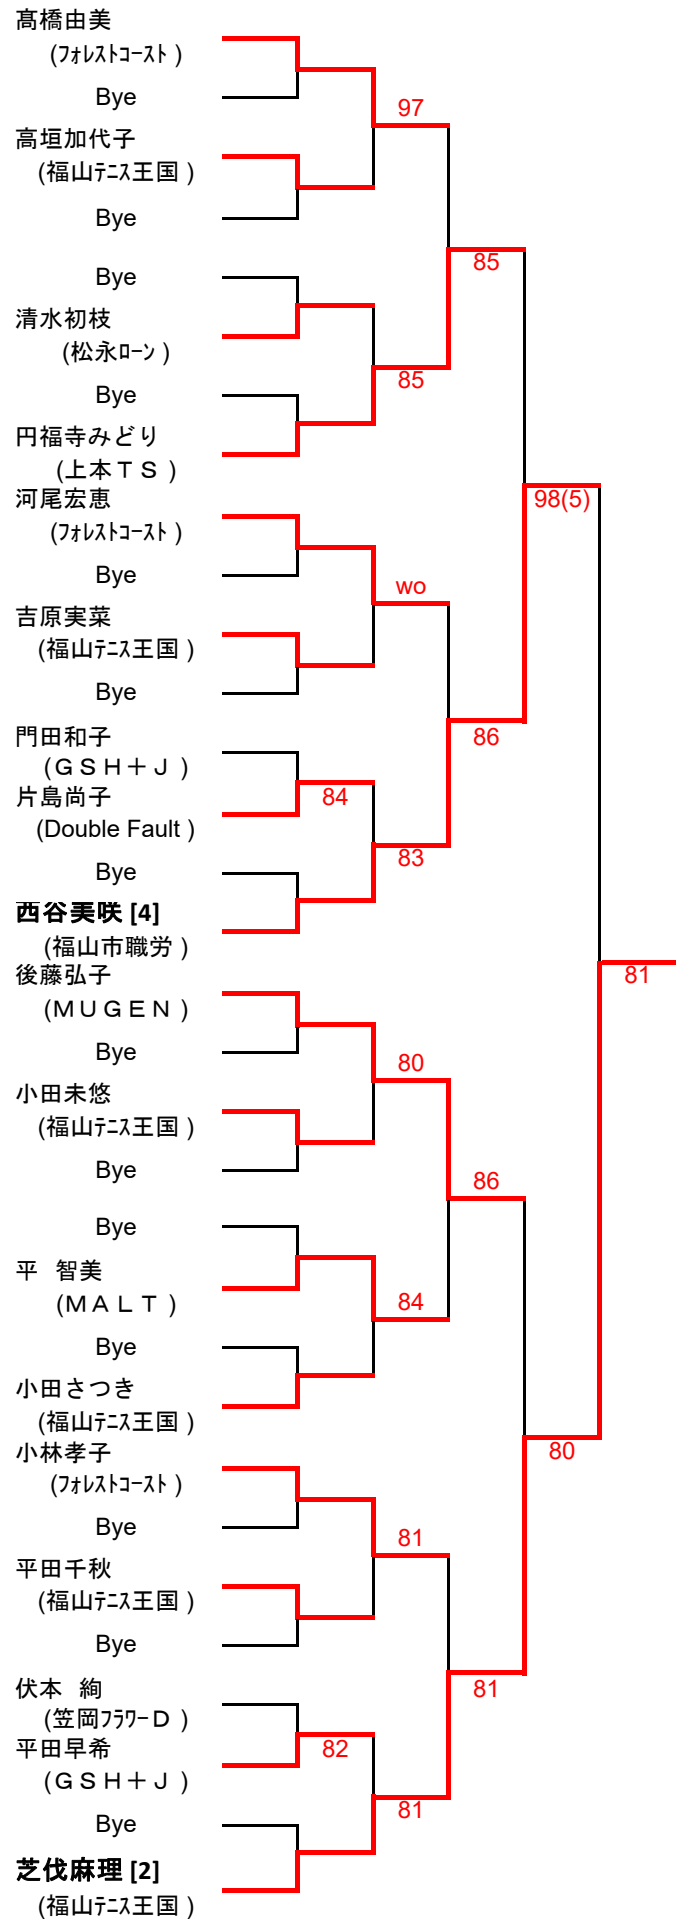 髙橋由美
(ﾌｫﾚｽﾄｺｰｽﾄ )
Bye
97
高垣加代子
(福山ﾃﾆｽ王国 )
Bye
85
Bye
清水初枝
(松永ﾛｰﾝ )
85
Bye
円福寺みどり
(上本ＴＳ )
98(5)
河尾宏恵
(ﾌｫﾚｽﾄｺｰｽﾄ )
Bye
wo
吉原実菜
(福山ﾃﾆｽ王国 )
Bye
86
門田和子
(ＧＳＨ＋Ｊ )
84
片島尚子
(Double Fault )
83
Bye
西谷美咲 [4]
(福山市職労 )
81
後藤弘子
(ＭＵＧＥＮ )
Bye
80
小田未悠
(福山ﾃﾆｽ王国 )
Bye
86
Bye
平 智美
(ＭＡＬＴ )
84
Bye
小田さつき
(福山ﾃﾆｽ王国 )
80
小林孝子
(ﾌｫﾚｽﾄｺｰｽﾄ )
Bye
81
平田千秋
(福山ﾃﾆｽ王国 )
Bye
81
伏本 絢
(笠岡ﾌﾗﾜｰＤ )
82
平田早希
(ＧＳＨ＋Ｊ )
81
Bye
芝伐麻理 [2]
(福山ﾃﾆｽ王国 )